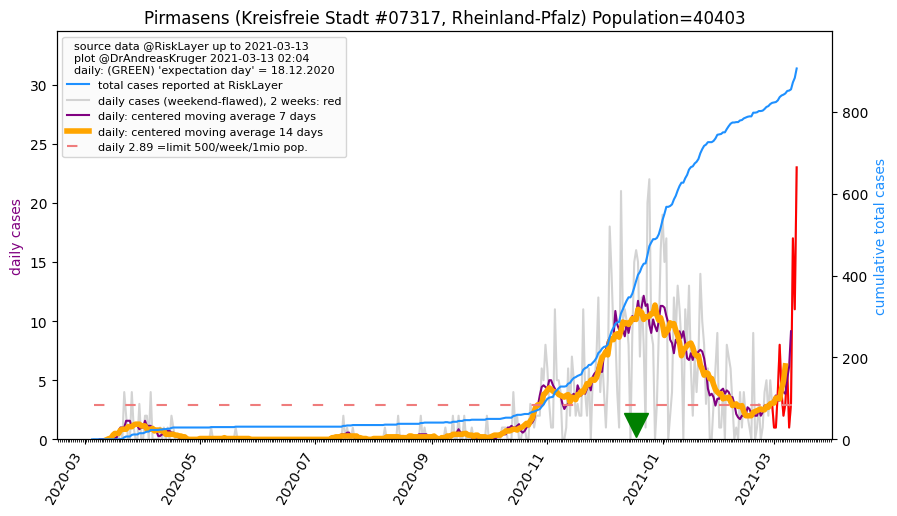 Pirmasens (Kreisfreie Stadt #07317, Rheinland-Pfalz) Population=40403
source data @RiskLayer up to 2021-03-13
plot @DrAndreasKruger 2021-03-13 02:04
daily: (GREEN) 'expectation day' = 18.12.2020
total cases reported at RiskLayer
daily cases (weekend-flawed), 2 weeks: red
daily: centered moving average 7 days
daily: centered moving average 14 days
daily 2.89 =limit 500/week/1mio pop.
daily cases
30
25
20
15
10
5
0
cumulative total cases
800
600
400
200
0
2020-03
2020-05
2020-07
2020-09
2020-11
2021-01
2021-03